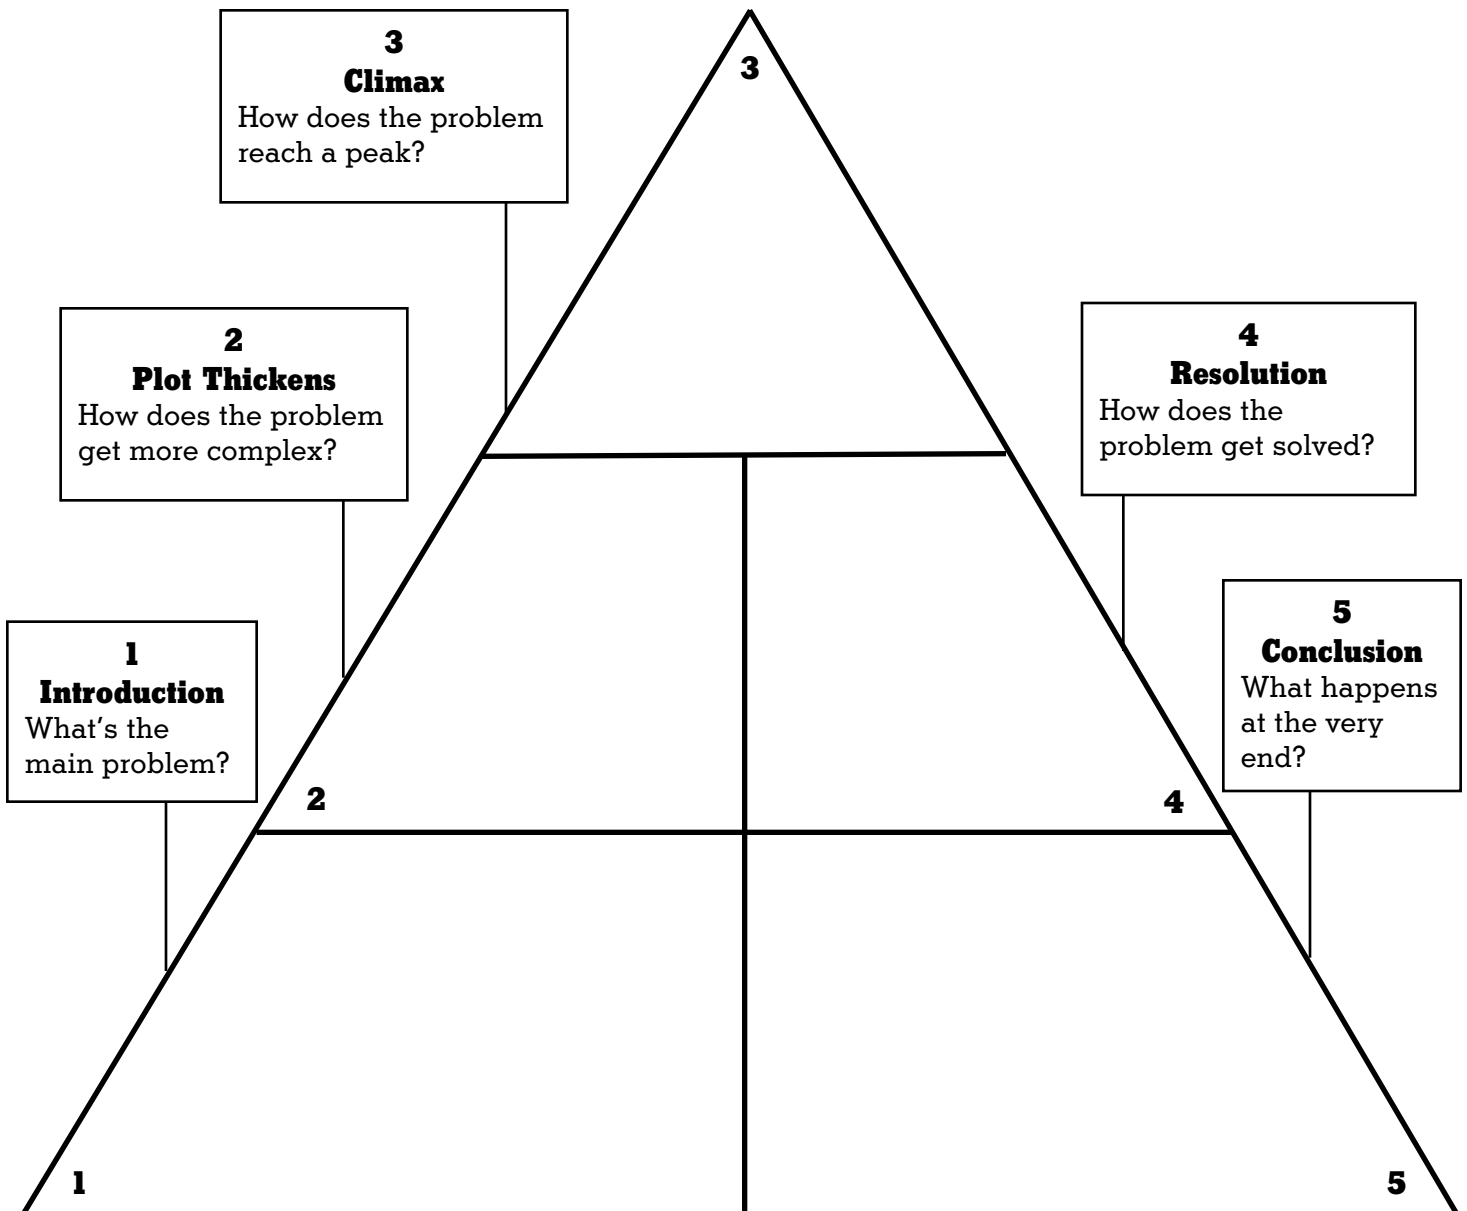 3
Climax
How does the problem
reach a peak?
3
2
Plot Thickens
How does the problem
get more complex?
4
Resolution
How does the
problem get solved?
1
Introduction
What's the
main problem?
5
Conclusion
What happens
at the very
end?
2
4
1
5